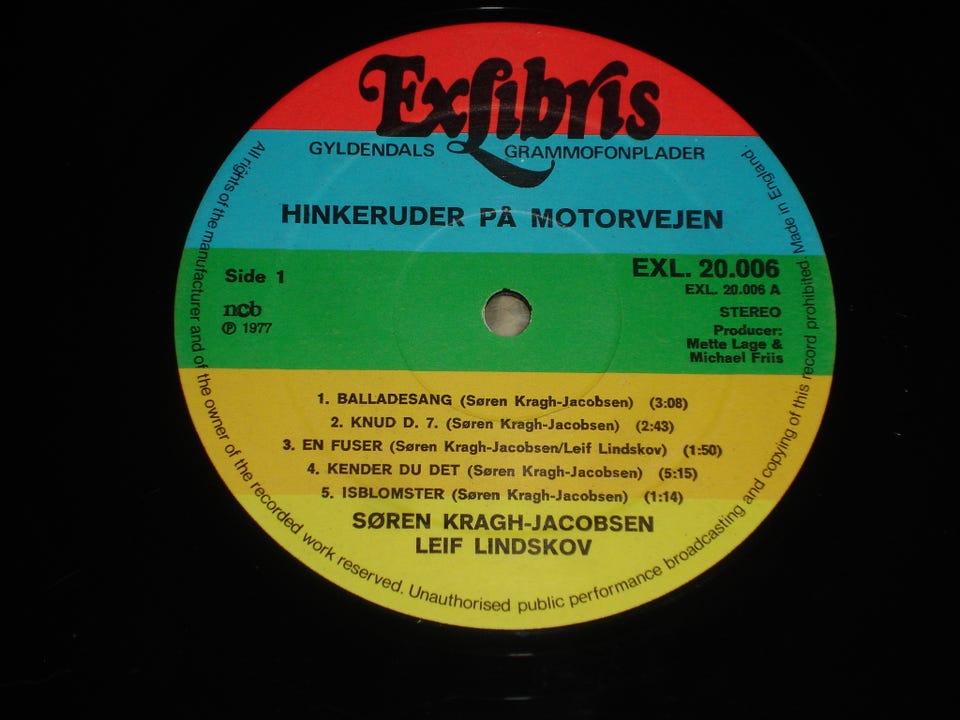 ExLibris
GYLDENDALS GRAMMOFONPLADER
HINKERUDER PÅ MOTORVEJEN
Side 1
ncb
℗ 1977
EXL. 20.006
EXL. 20.006 A
STEREO
Producer:
Mette Lage &
Michael Friis
1. BALLADESANG (Søren Kragh-Jacobsen) (3:08)
2. KNUD D. 7. (Søren Kragh-Jacobsen) (2:43)
3. EN FUSER (Søren Kragh-Jacobsen/Leif Lindskov) (1:50)
4. KENDER DU DET (Søren Kragh-Jacobsen) (5:15)
5. ISBLOMSTER (Søren Kragh-Jacobsen) (1:14)
SØREN KRAGH-JACOBSEN
LEIF LINDSKOV
All rights of the manufacturer and of the owner of the recorded work reserved. Unauthorised public performance broadcasting and copying of this record prohibited. Made in England.